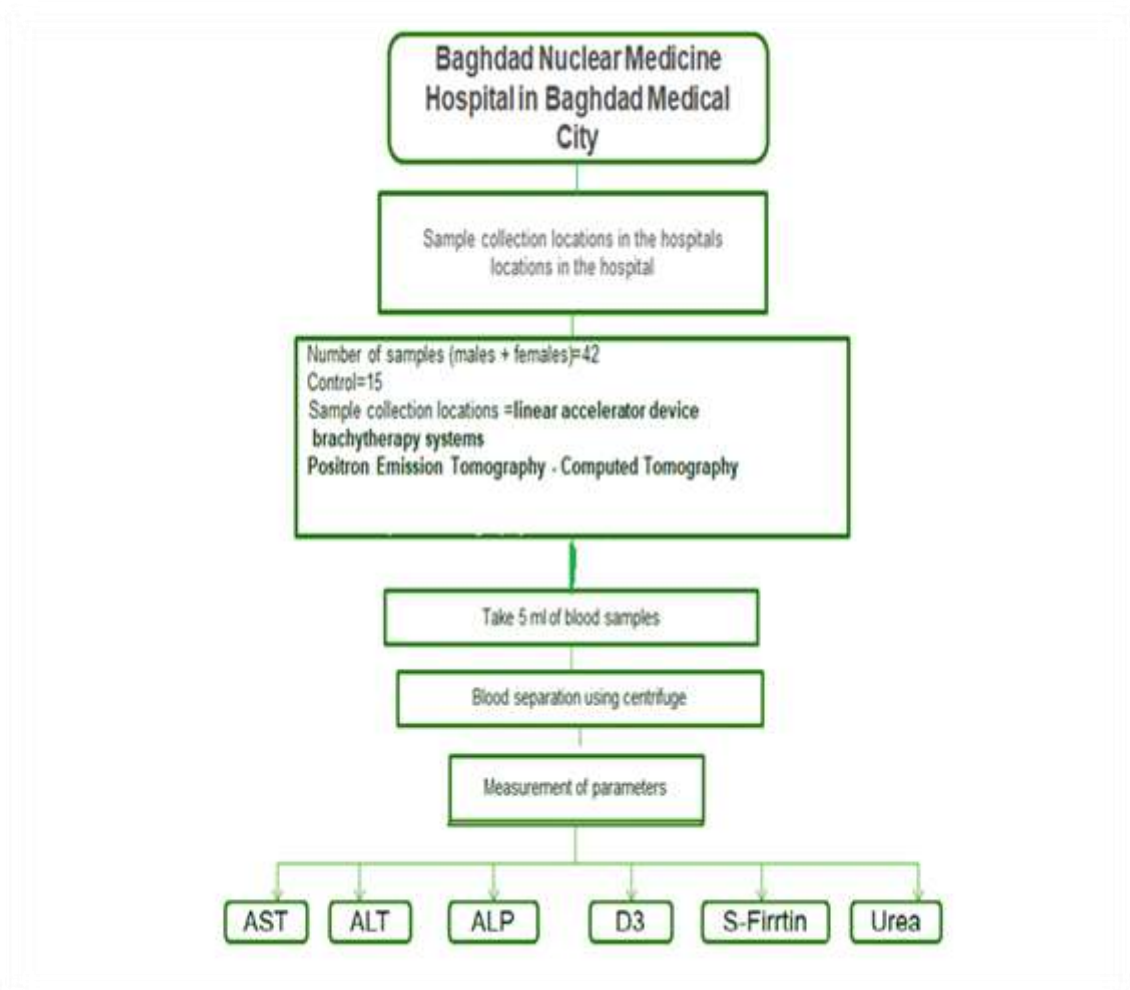 Baghdad Nuclear Medicine
Hospital in Baghdad Medical
City
Sample collection locations in the hospitals
locations in the hospital
Number of samples (males + females)=42
Control=15
Sample collection locations =linear accelerator device
brachytherapy systems
Positron Emission Tomography - Computed Tomography
Take 5 ml of blood samples
Blood separation using centrifuge
Measurement of parameters
AST ALT ALP D3 S-Firrtin Urea